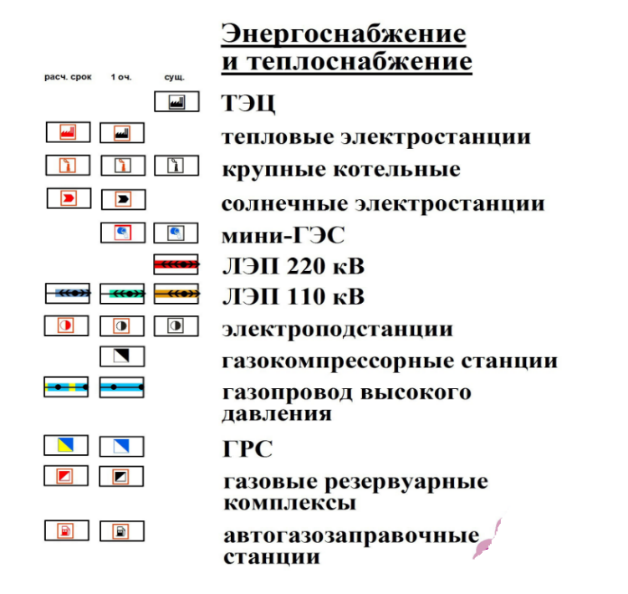 Энергоснабжение
и теплоснабжение
расч. срок 1 оч. сущ.
ТЭЦ
тепловые электростанции
крупные котельные
солнечные электростанции
мини-ГЭС
ЛЭП 220 кВ
ЛЭП 110 кВ
электроподстанции
газокомпрессорные станции
газопровод высокого
давления
ГРС
газовые резервуарные
комплексы
автогазозаправочные
станции